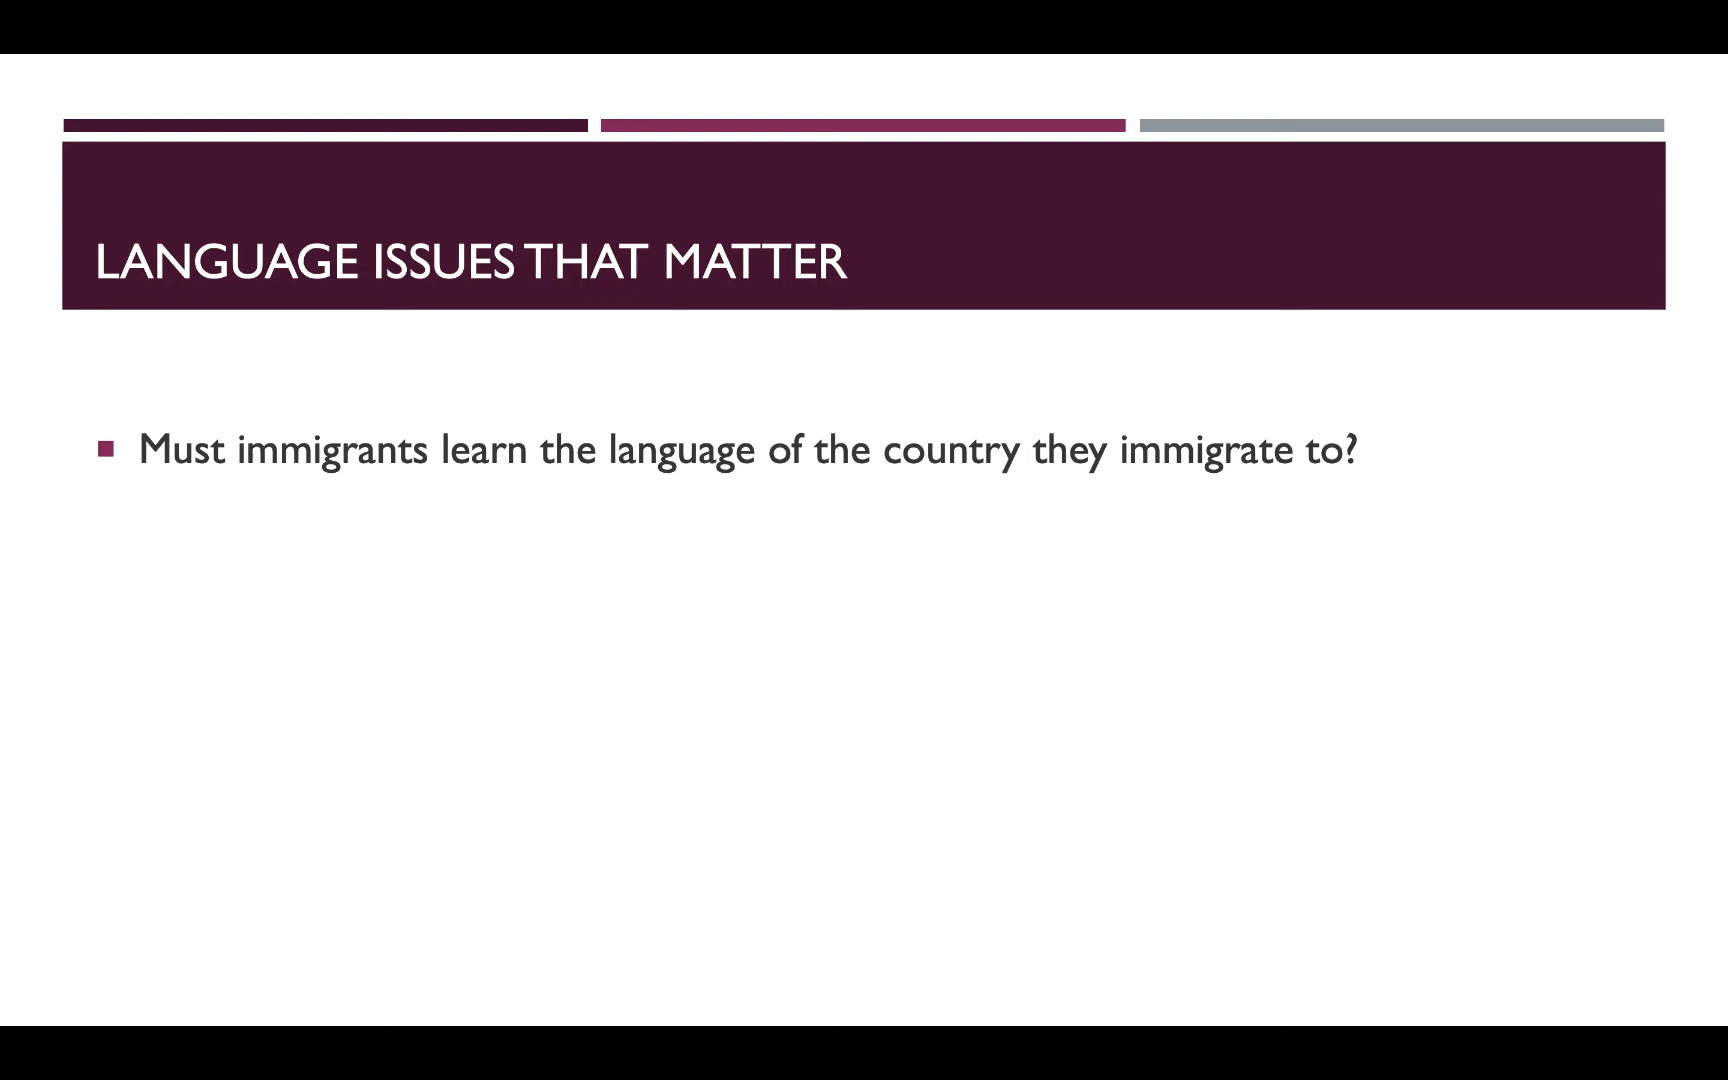 LANGUAGE ISSUES THAT MATTER
Must immigrants learn the language of the country they immigrate to?